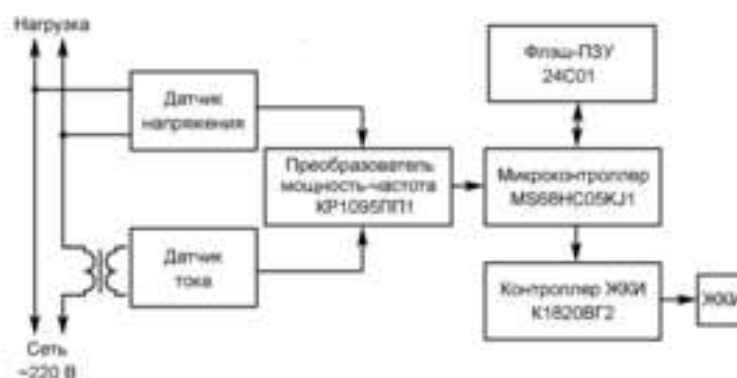 Нагрузка
Датчик
напряжения
Флэш-ПЗУ
24С01
Преобразователь
мощность-частота
КР1095ПП1
Микроконтроллер
MS68HC05KJ1
Датчик
тока
Контроллер ЖКИ
К1820ВГ2
ЖКИ
Сеть
~220 В